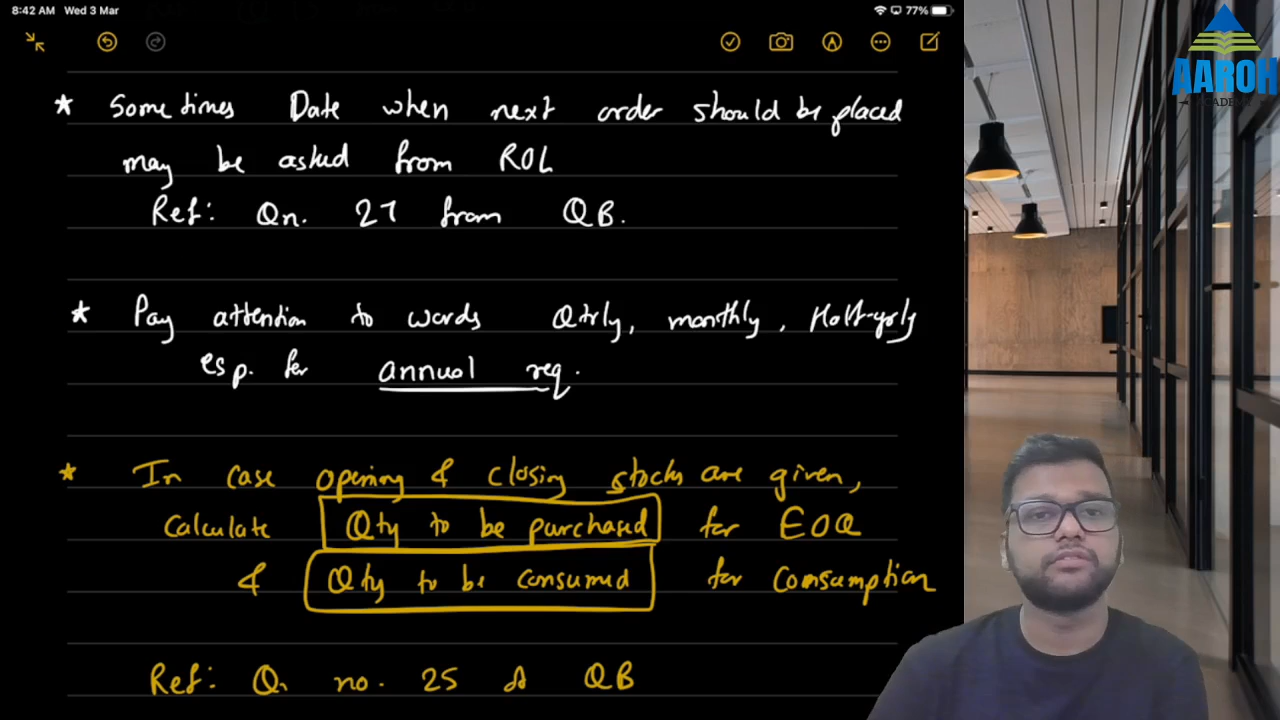 8:42 AM Wed 3 Mar
77%
AAROH
ACADEMY
★ Sometimes Date when next order should be placed
may be asked from ROL
Ref: Qn. 27 from QB.
★ Pay attention to words Qtrly, monthly, Half-yrly
esp. for annual req.
★ In case opening & closing stocks are given,
Calculate Qty to be purchased for EOQ
& Qty to be consumed for Consumption
Ref: Q. no. 25 of QB